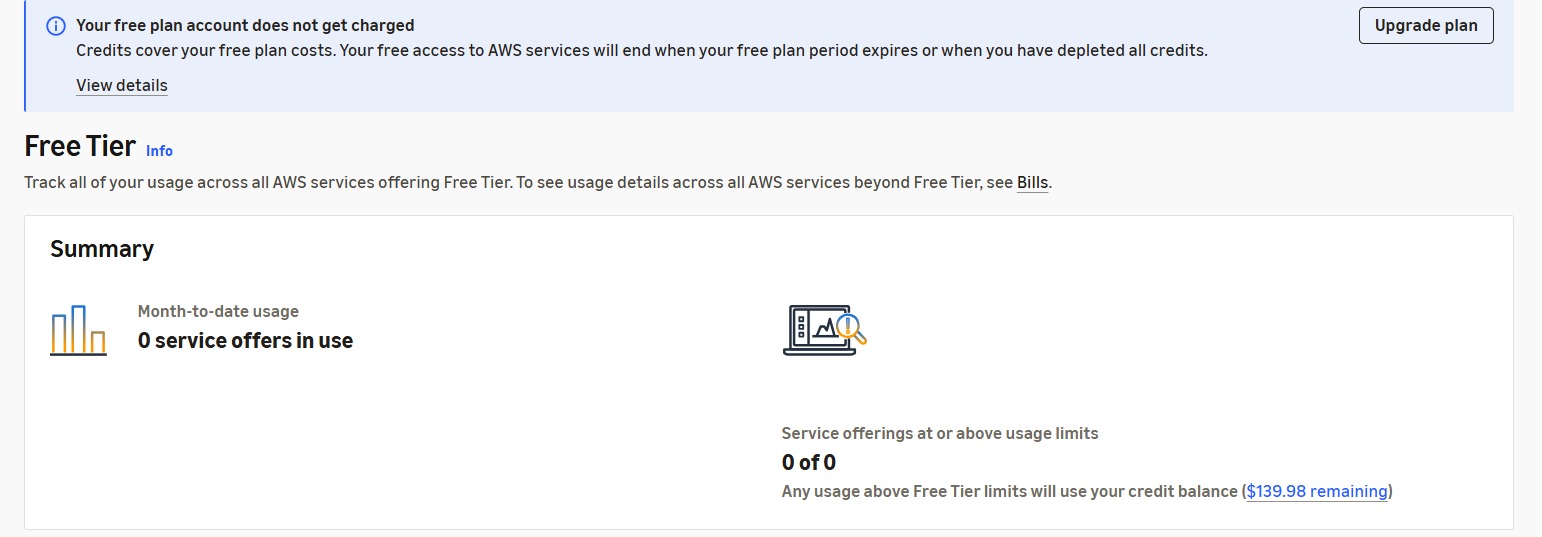 Your free plan account does not get charged
Upgrade plan
Credits cover your free plan costs. Your free access to AWS services will end when your free plan period expires or when you have depleted all credits.
View details
Free Tier Info
Track all of your usage across all AWS services offering Free Tier. To see usage details across all AWS services beyond Free Tier, see Bills.
Summary
Month-to-date usage
0 service offers in use
Service offerings at or above usage limits
0 of 0
Any usage above Free Tier limits will use your credit balance ($139.98 remaining)